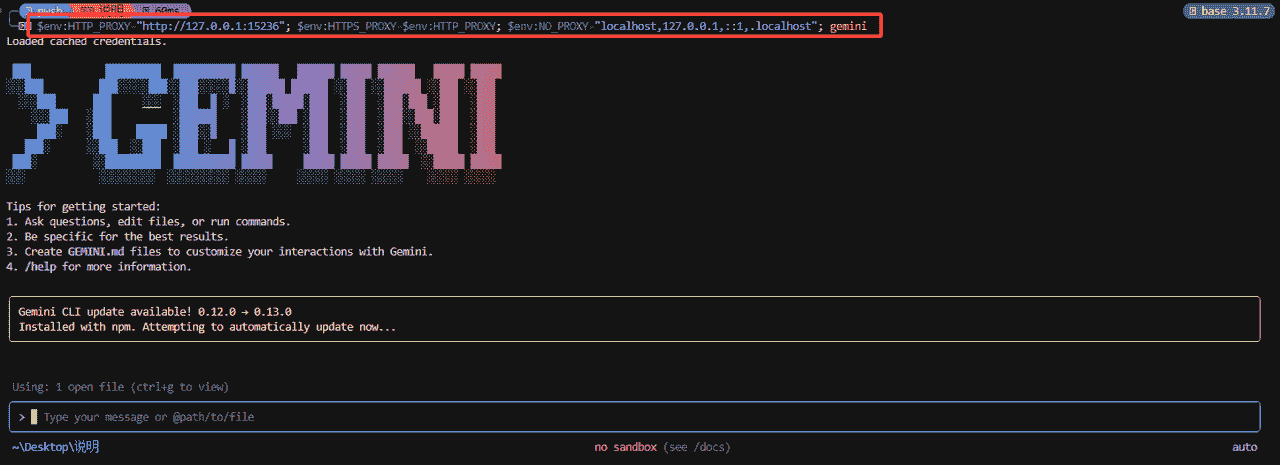 pwsh 说明 60ms base 3.11.7
$env:HTTP_PROXY="http://127.0.0.1:15236"; $env:HTTPS_PROXY=$env:HTTP_PROXY; $env:NO_PROXY="localhost,127.0.0.1,::1,.localhost"; gemini
Loaded cached credentials.
> GEMINI
Tips for getting started:
1. Ask questions, edit files, or run commands.
2. Be specific for the best results.
3. Create GEMINI.md files to customize your interactions with Gemini.
4. /help for more information.
Gemini CLI update available! 0.12.0 → 0.13.0
Installed with npm. Attempting to automatically update now...
Using: 1 open file (ctrl+g to view)
> Type your message or @path/to/file
~\Desktop\说明 no sandbox (see /docs) auto